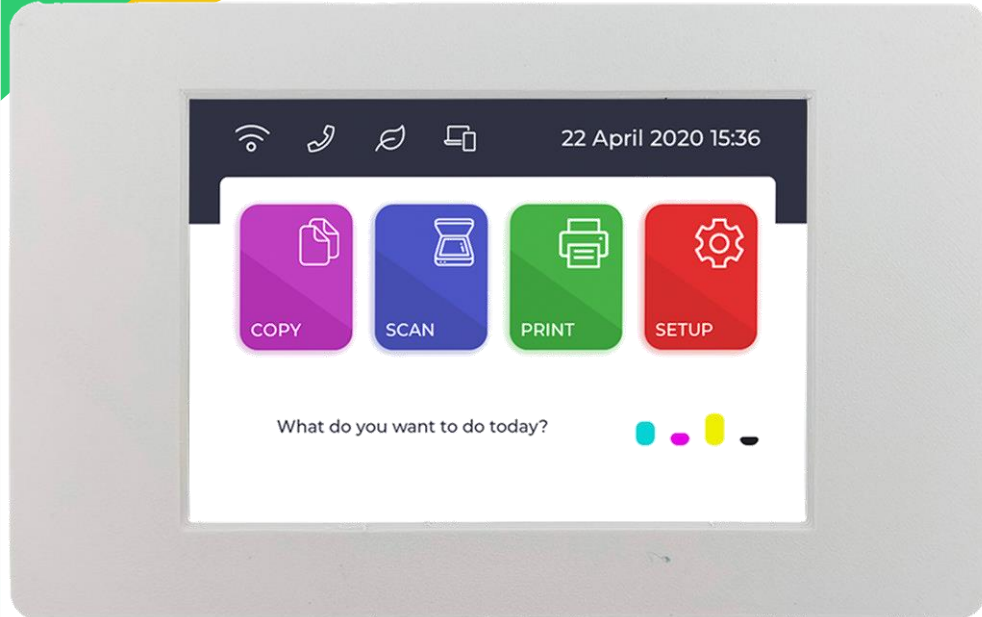 22 April 2020 15:36
COPY
SCAN
PRINT
SETUP
What do you want to do today?